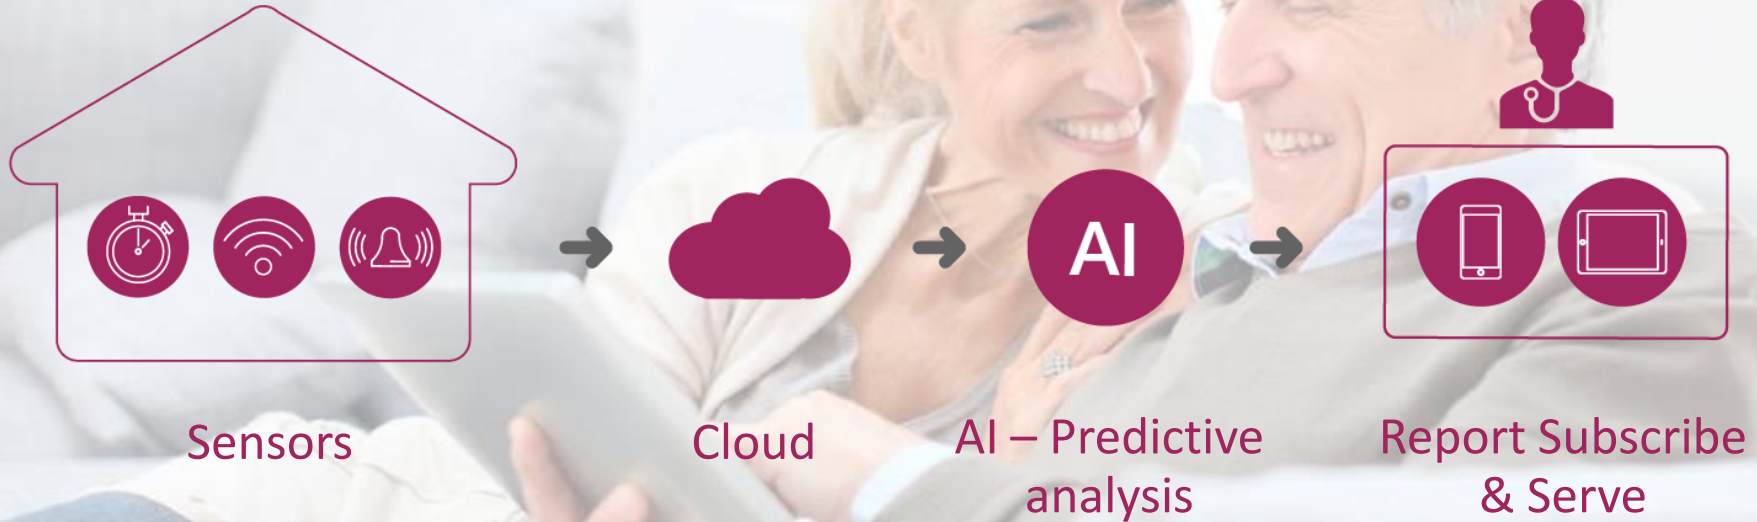 AI
Sensors
Cloud
AI – Predictive
analysis
Report Subscribe
& Serve